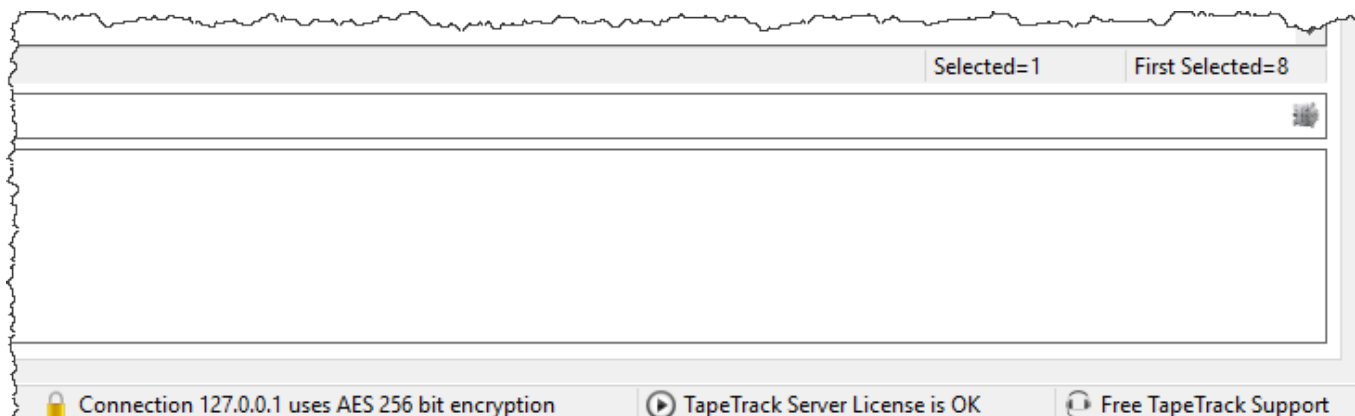 Selected=1 First Selected=8
Connection 127.0.0.1 uses AES 256 bit encryption TapeTrack Server License is OK Free TapeTrack Support